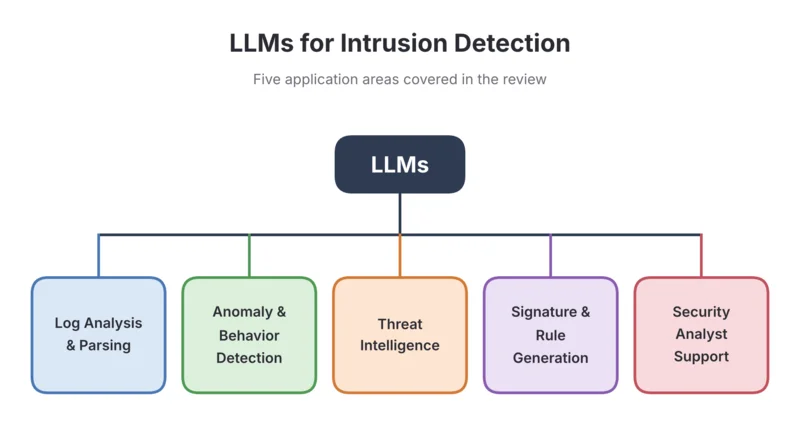 LLMs for Intrusion Detection
Five application areas covered in the review
LLMs
Log Analysis
& Parsing
Anomaly &
Behavior
Detection
Threat
Intelligence
Signature &
Rule
Generation
Security
Analyst
Support